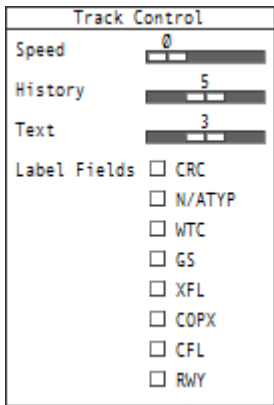 Track Control
Speed 0
History 5
Text 3
Label Fields CRC
N/ATYP
WTC
GS
XFL
COPX
CFL
RWY